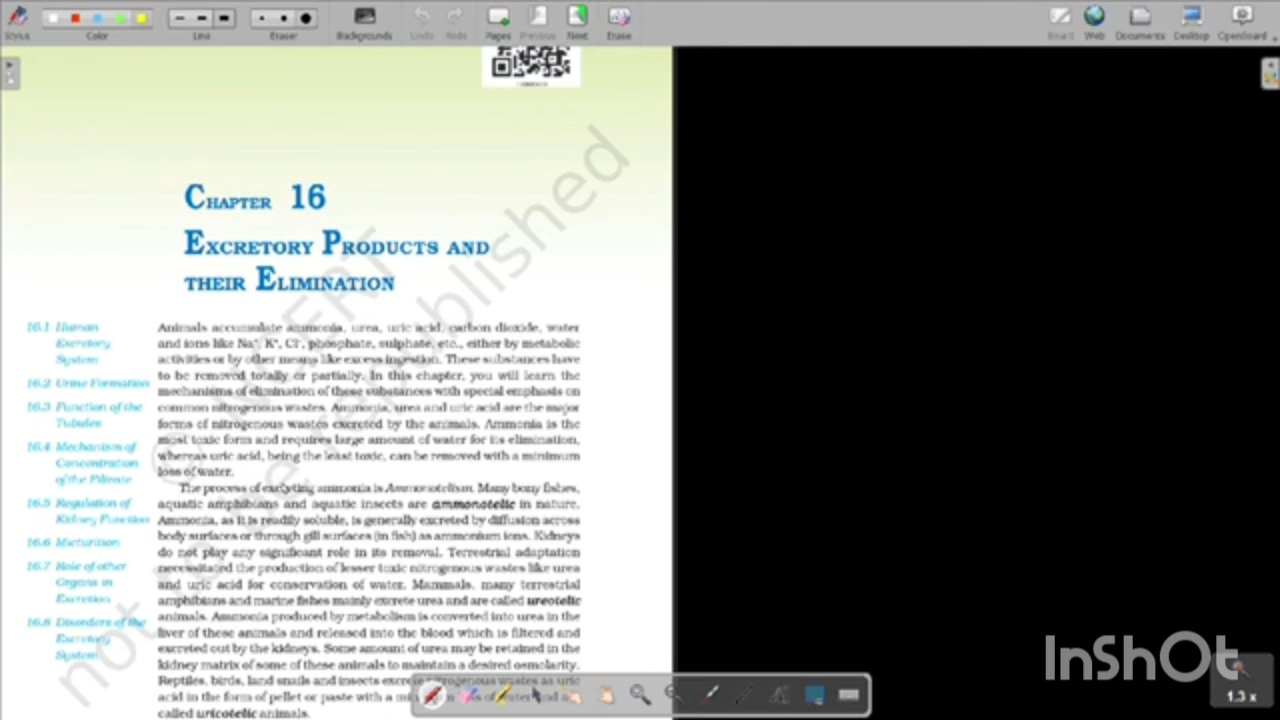 Stylus
Color
Line
Eraser
Backgrounds
Undo
Redo
Pages
Previous
Next
Erase
Board
Web
Documents
Desktop
OpenBoard
CHAPTER 16
EXCRETORY PRODUCTS AND
THEIR ELIMINATION
16.1 Human
Excretory
System
16.2 Urine Formation
16.3 Function of the
Tubules
16.4 Mechanism of
Concentration
of the Filtrate
16.5 Regulation of
Kidney Function
16.6 Micturition
16.7 Role of other
Organs in
Excretion
16.8 Disorders of the
Excretory
System
Animals accumulate ammonia, urea, uric acid, carbon dioxide, water
and ions like Na⁺, K⁺, Cl⁻, phosphate, sulphate, etc., either by metabolic
activities or by other means like excess ingestion. These substances have
to be removed totally or partially. In this chapter, you will learn the
mechanisms of elimination of these substances with special emphasis on
common nitrogenous wastes. Ammonia, urea and uric acid are the major
forms of nitrogenous wastes excreted by the animals. Ammonia is the
most toxic form and requires large amount of water for its elimination,
whereas uric acid, being the least toxic, can be removed with a minimum
loss of water.
The process of excreting ammonia is Ammonotelism. Many bony fishes,
aquatic amphibians and aquatic insects are ammonotelic in nature.
Ammonia, as it is readily soluble, is generally excreted by diffusion across
body surfaces or through gill surfaces (in fish) as ammonium ions. Kidneys
do not play any significant role in its removal. Terrestrial adaptation
necessitated the production of lesser toxic nitrogenous wastes like urea
and uric acid for conservation of water. Mammals, many terrestrial
amphibians and marine fishes mainly excrete urea and are called ureotelic
animals. Ammonia produced by metabolism is converted into urea in the
liver of these animals and released into the blood which is filtered and
excreted out by the kidneys. Some amount of urea may be retained in the
kidney matrix of some of these animals to maintain a desired osmolarity.
Reptiles, birds, land snails and insects excrete nitrogenous wastes as uric
acid in the form of pellet or paste with a loss of water and
called uricotelic animals.
© NCERT
not to be republished
InShOt
1.3 x